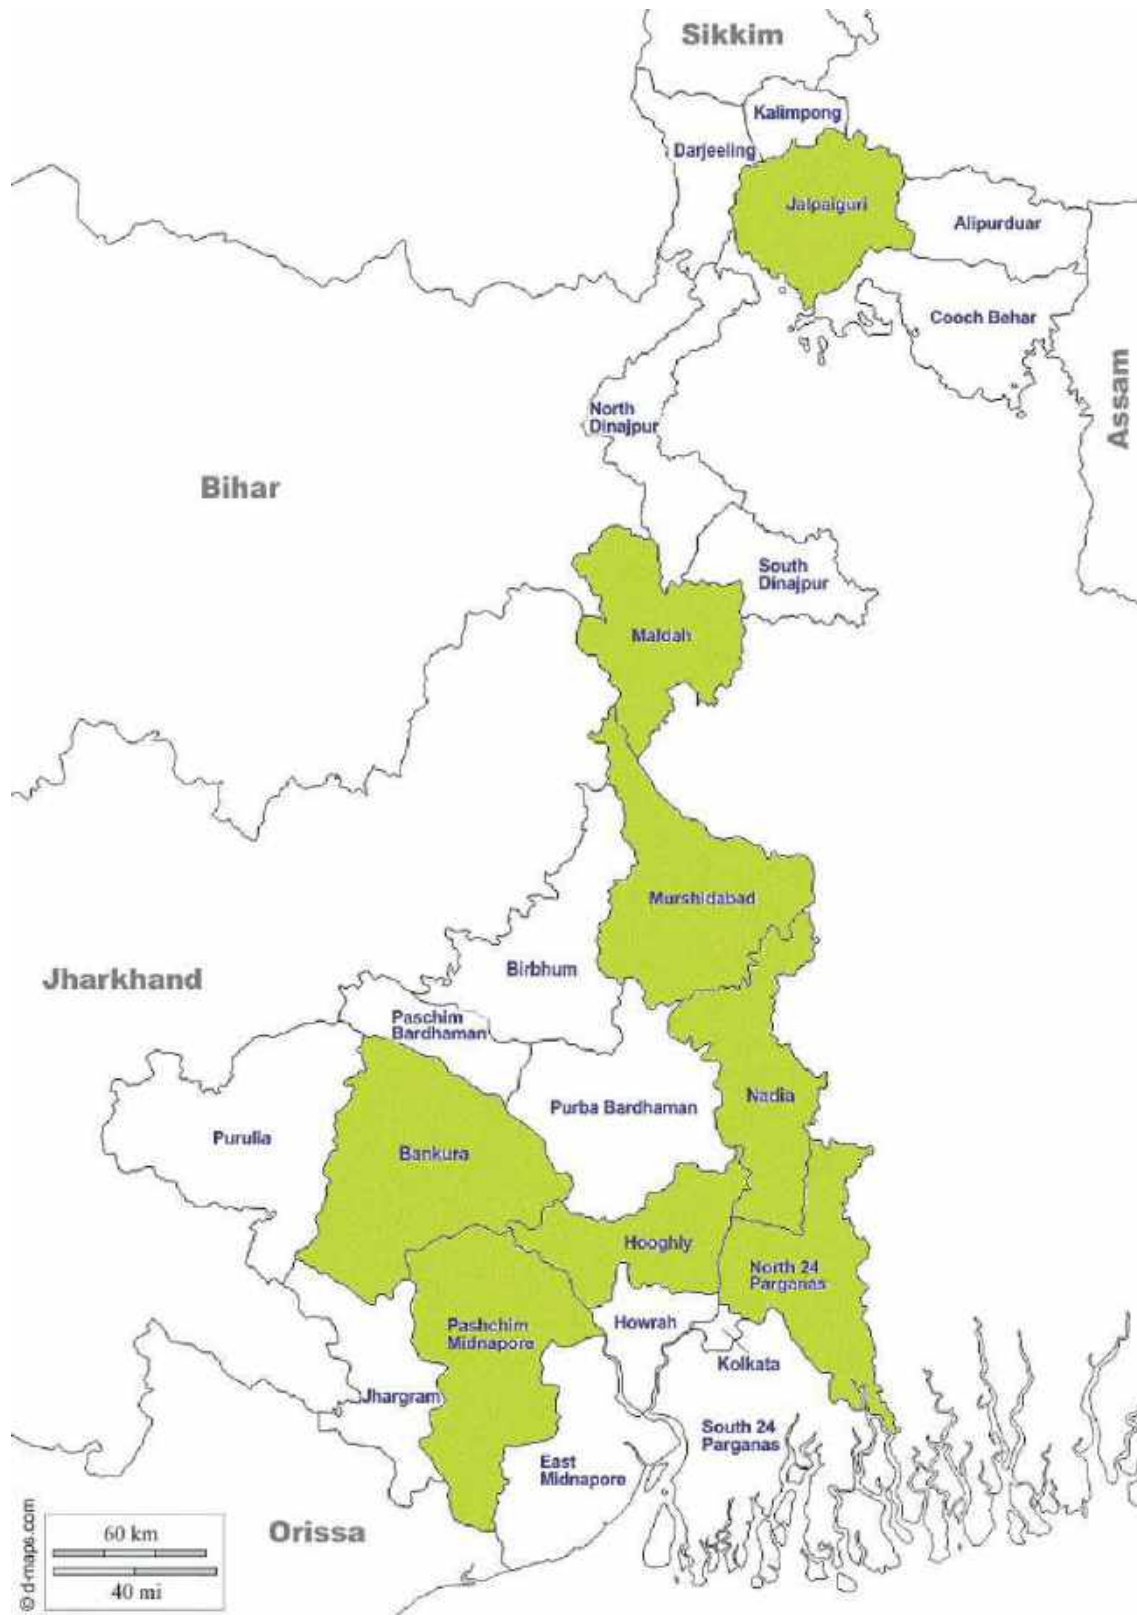 Sikkim
Kalimpong
Darjeeling
Jalpaiguri
Alipurduar
Cooch Behar
Assam
North
Dinajpur
Bihar
South
Dinajpur
Maldah
Murshidabad
Birbhum
Jharkhand
Paschim
Bardhaman
Nadia
Purba Bardhaman
Purulia
Bankura
Hooghly
North 24
Parganas
Howrah
Pashchim
Midnapore
Kolkata
Jhargram
South 24
Parganas
East
Midnapore
Orissa
60 km
40 mi
© d-maps.com